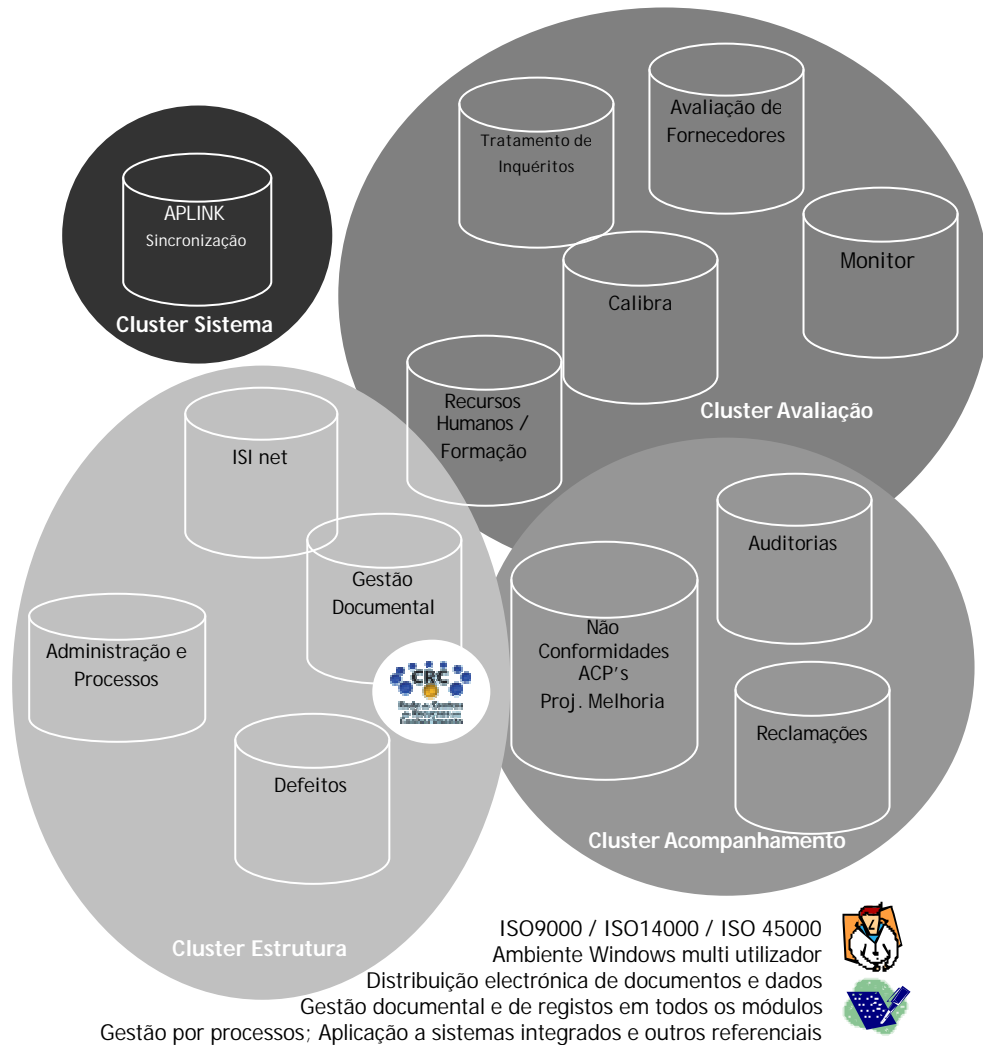 Tratamento de
Inquéritos
Avaliação de
Fornecedores
Monitor
Calibra
Recursos
Humanos /
Formação
Cluster Avaliação
APLINK
Sincronização
Cluster Sistema
ISI net
Gestão
Documental
Administração e
Processos
CRC
Defeitos
Cluster Estrutura
Auditorias
Não
Conformidades
ACP's
Proj. Melhoria
Reclamações
Cluster Acompanhamento
ISO9000 / ISO14000 / ISO 45000
Ambiente Windows multi utilizador
Distribuição electrónica de documentos e dados
Gestão documental e de registos em todos os módulos
Gestão por processos; Aplicação a sistemas integrados e outros referenciais